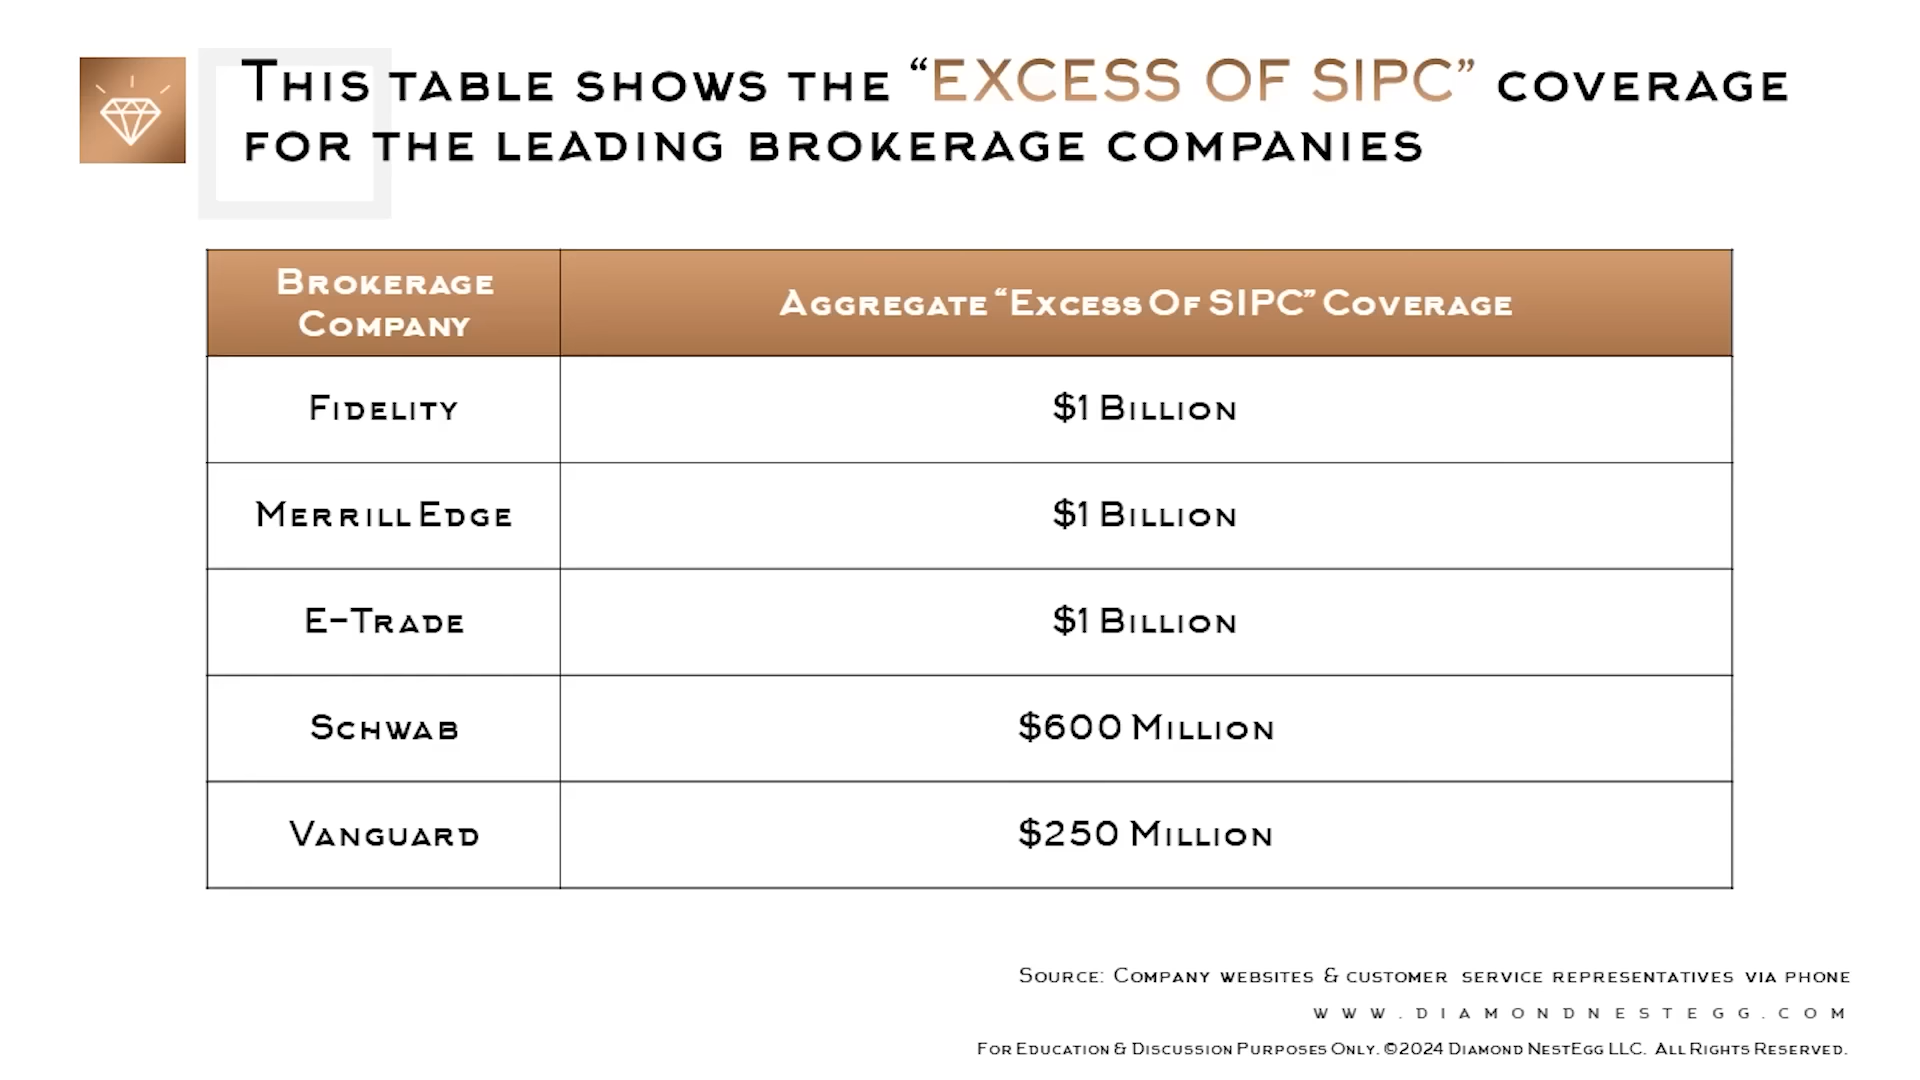 This table shows the “EXCESS OF SIPC” coverage
for the leading brokerage companies
Brokerage
Company
Aggregate “Excess Of SIPC” Coverage
Fidelity
$1 Billion
Merrill Edge
$1 Billion
E-Trade
$1 Billion
Schwab
$600 Million
Vanguard
$250 Million
Source: Company websites & customer service representatives via phone
www.diamondnestegg.com
For Education & Discussion Purposes Only. ©2024 Diamond NestEgg LLC. All Rights Reserved.